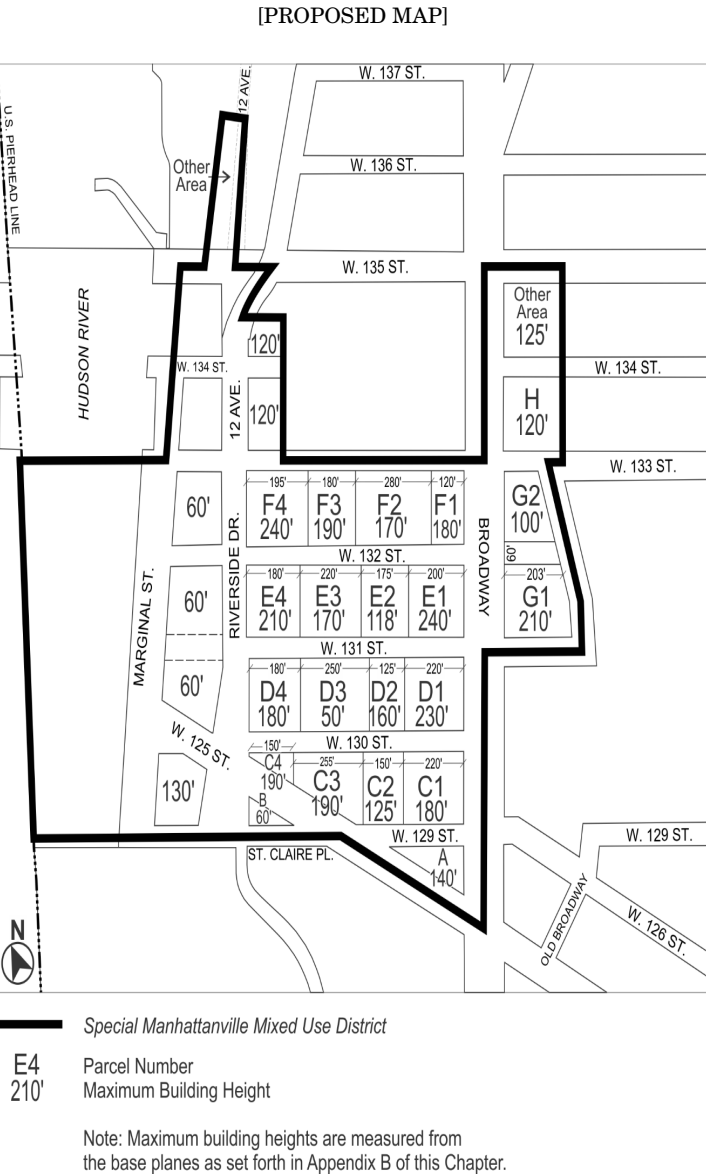 [PROPOSED MAP]
W. 137 ST.
12 AVE.
U.S. PIERHEAD LINE
Other
Area
W. 136 ST.
W. 135 ST.
HUDSON RIVER
Other
Area
125'
120'
W. 134 ST.
W. 134 ST.
12 AVE.
120'
H
120'
W. 133 ST.
60'
195'
F4
240'
180'
F3
190'
280'
F2
170'
120'
F1
180'
G2
100'
RIVERSIDE DR.
BROADWAY
W. 132 ST.
60'
MARGINAL ST.
60'
180'
E4
210'
220'
E3
170'
175'
E2
118'
200'
E1
240'
203'
G1
210'
W. 131 ST.
60'
180'
D4
180'
250'
D3
50'
125'
D2
160'
220'
D1
230'
W. 125 ST.
W. 130 ST.
130'
150'
C4
190'
B
60'
255'
C3
190'
150'
C2
125'
220'
C1
180'
W. 129 ST.
W. 129 ST.
ST. CLAIRE PL.
A
140'
OLD BROADWAY
W. 126 ST.
N
Special Manhattanville Mixed Use District
E4 Parcel Number
210' Maximum Building Height
Note: Maximum building heights are measured from
the base planes as set forth in Appendix B of this Chapter.